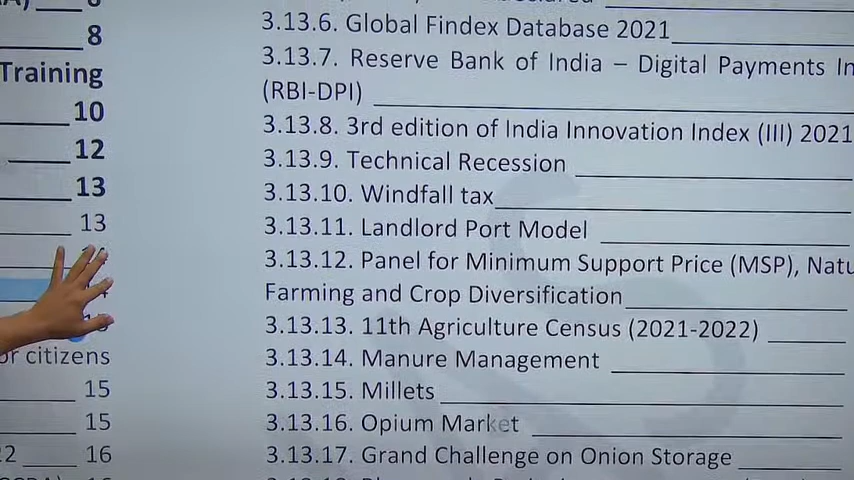 8
Training
10
12
13
13
or citizens
15
15
22 16
3.13.6. Global Findex Database 2021
3.13.7. Reserve Bank of India – Digital Payments In
(RBI-DPI)
3.13.8. 3rd edition of India Innovation Index (III) 2021
3.13.9. Technical Recession
3.13.10. Windfall tax
3.13.11. Landlord Port Model
3.13.12. Panel for Minimum Support Price (MSP), Natu
Farming and Crop Diversification
3.13.13. 11th Agriculture Census (2021-2022)
3.13.14. Manure Management
3.13.15. Millets
3.13.16. Opium Market
3.13.17. Grand Challenge on Onion Storage